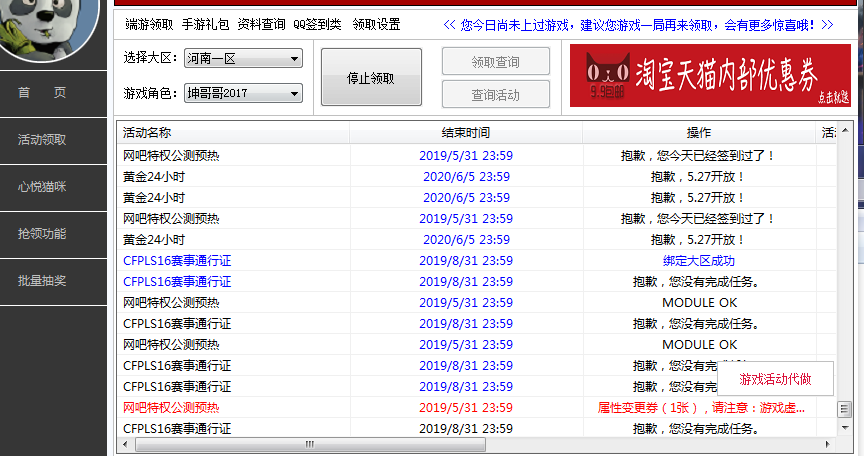 端游领取 手游礼包 资料查询 QQ签到类 领取设置 << 您今日尚未上过游戏，建议您游戏一局再来领取，会有更多惊喜哦！>>
选择大区： 河南一区
游戏角色： 坤哥哥2017
停止领取
领取查询
查询活动
9.9包邮
淘宝天猫内部优惠券
点击就送
首 页
活动领取
心悦猫咪
抢领功能
批量抽奖
活动名称 结束时间 操作
网吧特权公测预热 2019/5/31 23:59 抱歉，您今天已经签到过了！
黄金24小时 2020/6/5 23:59 抱歉，5.27开放！
黄金24小时 2020/6/5 23:59 抱歉，5.27开放！
网吧特权公测预热 2019/5/31 23:59 抱歉，您今天已经签到过了！
黄金24小时 2020/6/5 23:59 抱歉，5.27开放！
CFPLS16赛事通行证 2019/8/31 23:59 绑定大区成功
CFPLS16赛事通行证 2019/8/31 23:59 抱歉，您没有完成任务。
网吧特权公测预热 2019/5/31 23:59 MODULE OK
CFPLS16赛事通行证 2019/8/31 23:59 抱歉，您没有完成任务。
网吧特权公测预热 2019/5/31 23:59 MODULE OK
CFPLS16赛事通行证 2019/8/31 23:59 抱歉，您没有完
CFPLS16赛事通行证 2019/8/31 23:59 抱歉，您没有完
游戏活动代做
网吧特权公测预热 2019/5/31 23:59 属性变更券（1张），请注意：游戏虚...
CFPLS16赛事通行证 2019/8/31 23:59 抱歉，您没有完成任务。